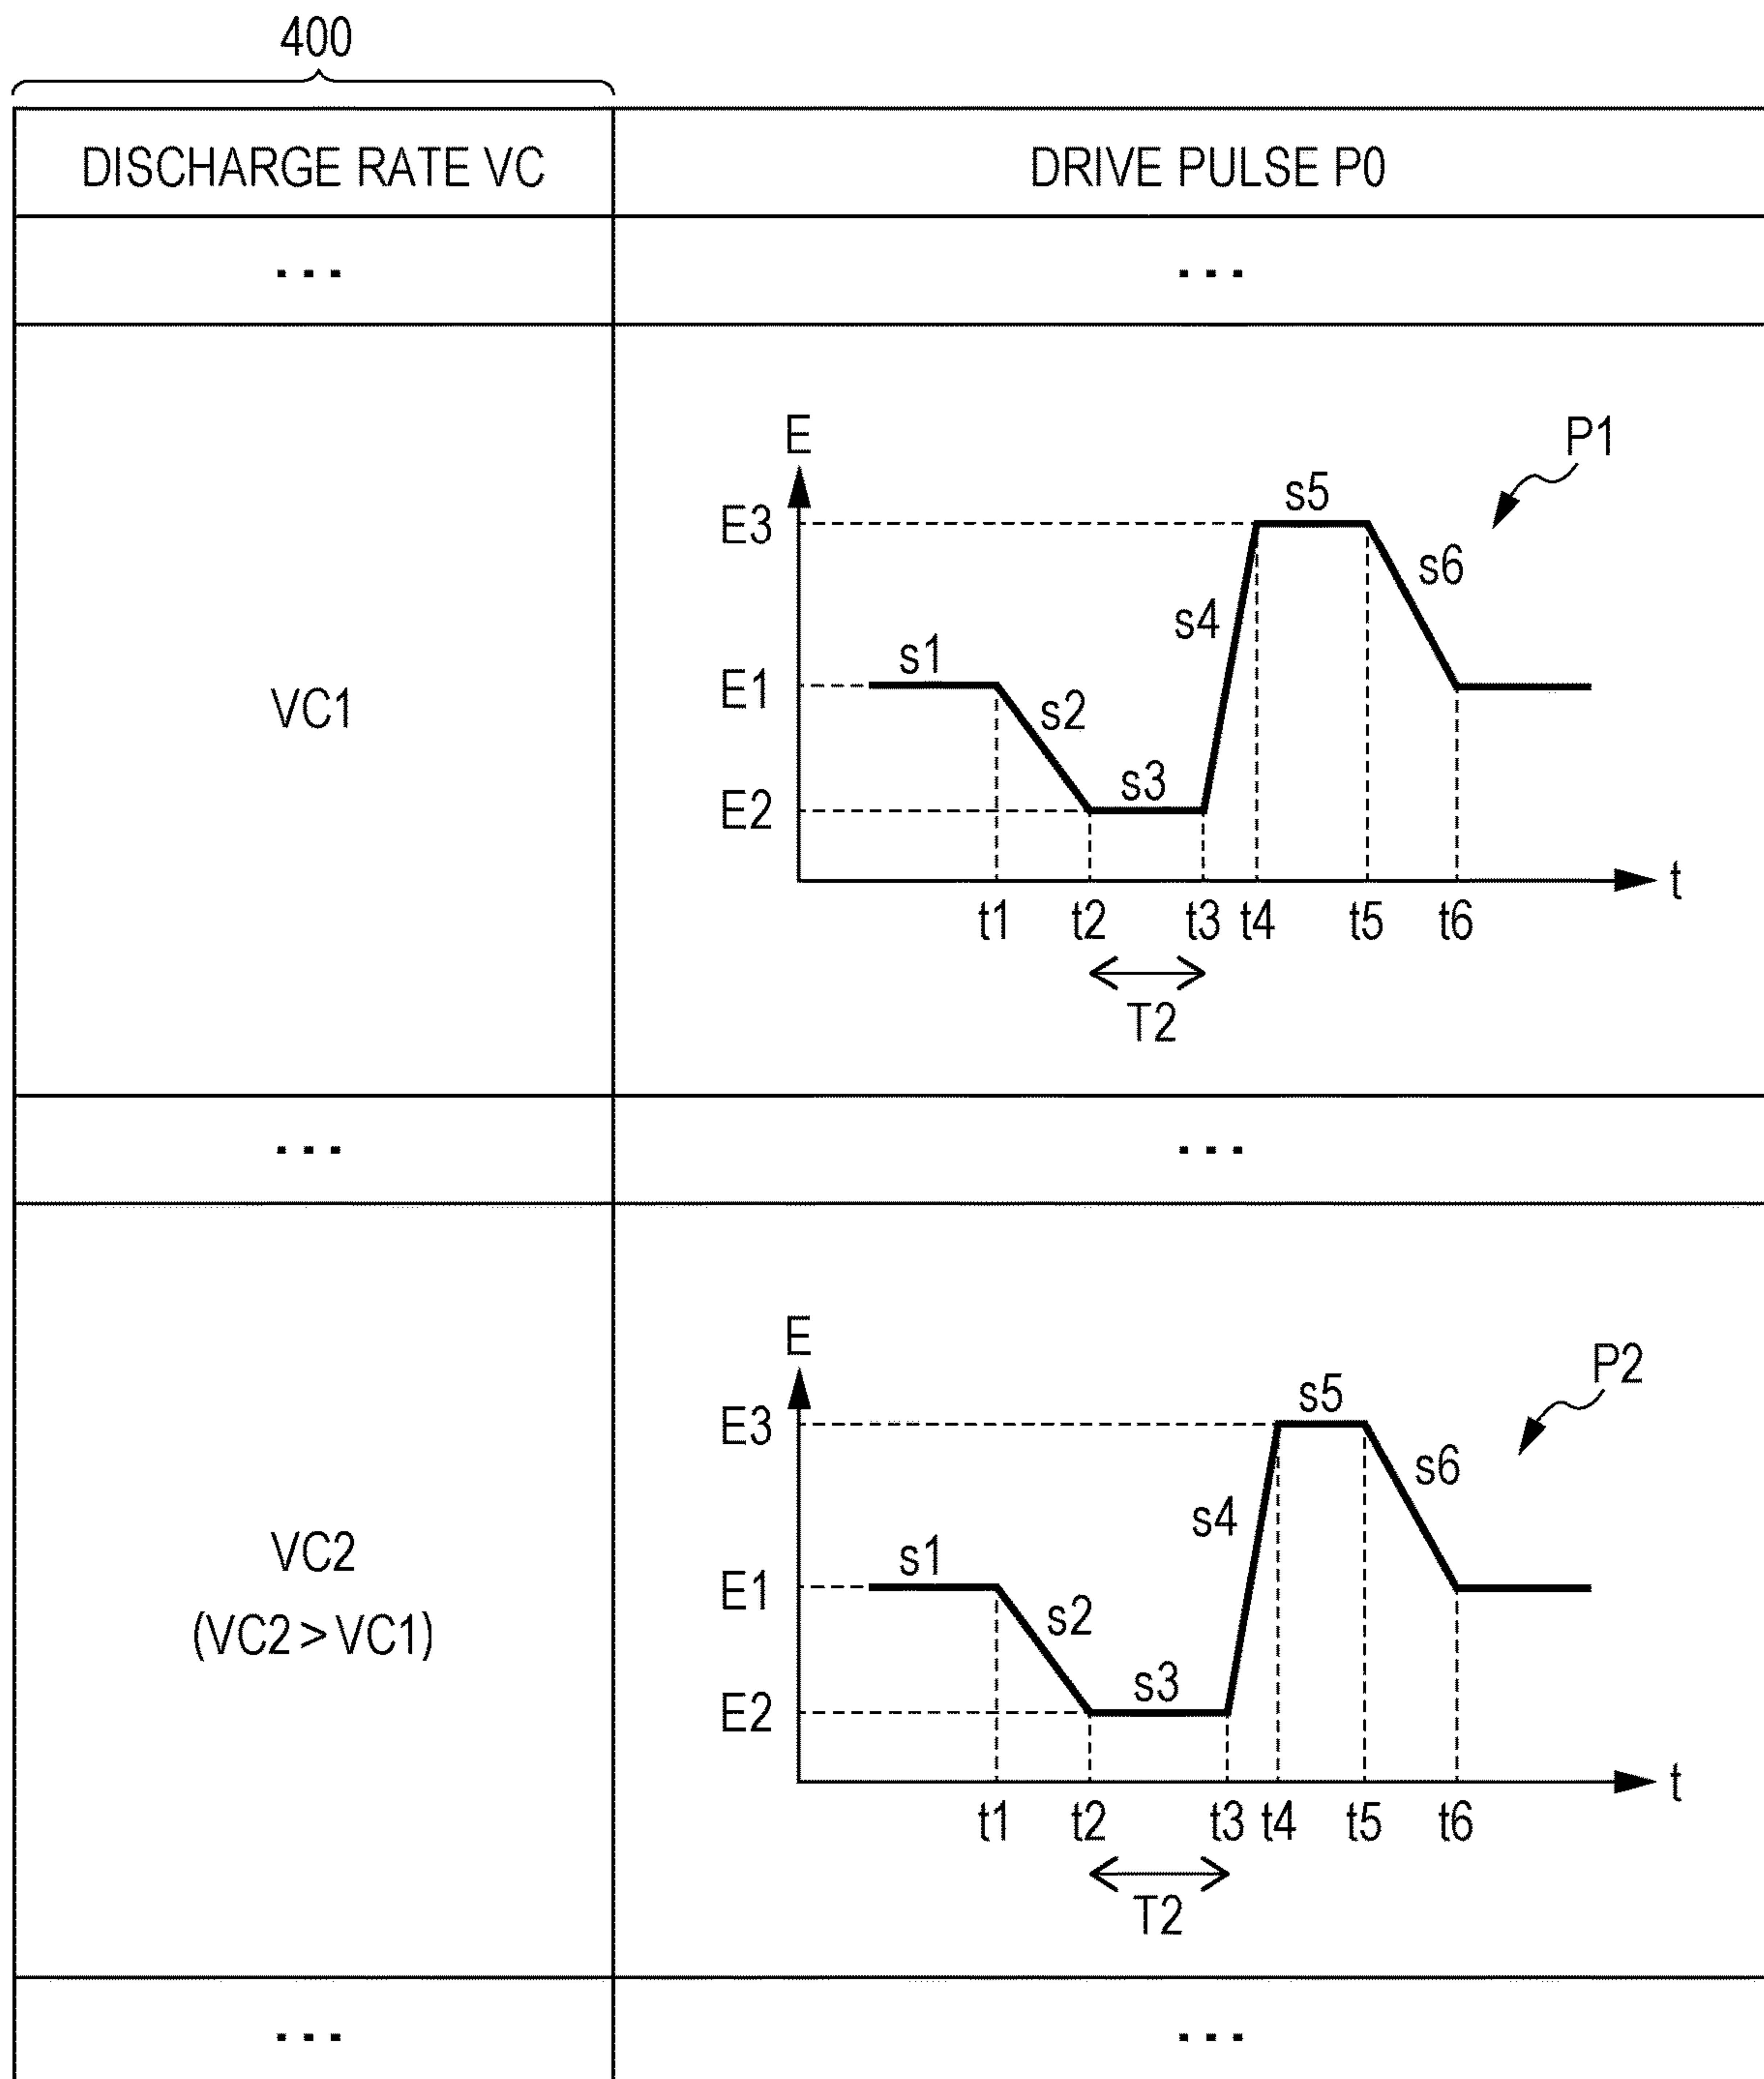 400
DISCHARGE RATE VC
DRIVE PULSE P0
...
...
VC1
E
P1
E3
s5
s6
s4
s1
E1
s2
s3
E2
t
t1 t2 t3 t4 t5 t6
T2
...
...
VC2
(VC2 > VC1)
E
P2
E3
s5
s6
s4
s1
E1
s2
s3
E2
t
t1 t2 t3 t4 t5 t6
T2
...
...